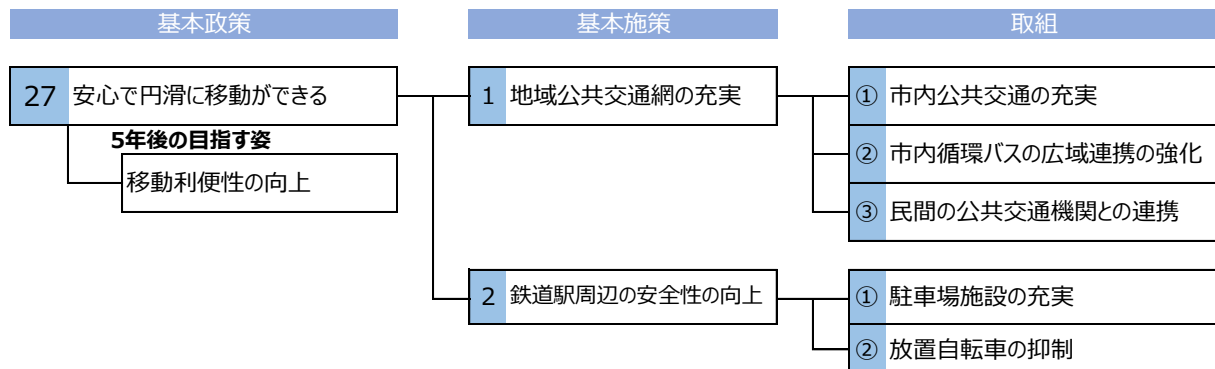 基本政策
基本施策
取組
27 安心で円滑に移動ができる
5年後の目指す姿
移動利便性の向上
1 地域公共交通網の充実
① 市内公共交通の充実
② 市内循環バスの広域連携の強化
③ 民間の公共交通機関との連携
2 鉄道駅周辺の安全性の向上
① 駐車場施設の充実
② 放置自転車の抑制